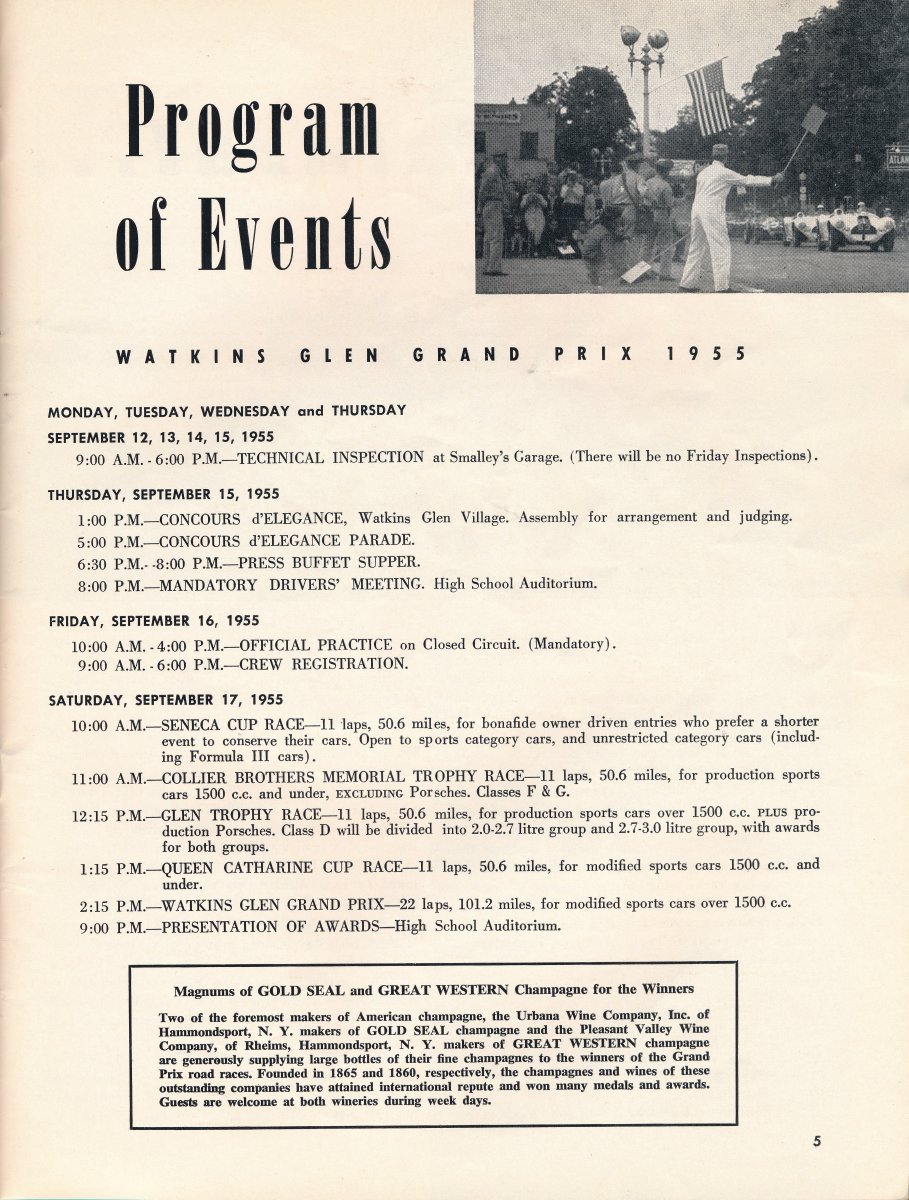 ATLAN
Program
of Events
WATKINS GLEN GRAND PRIX 1955
MONDAY, TUESDAY, WEDNESDAY and THURSDAY
SEPTEMBER 12, 13, 14, 15, 1955
9:00 A.M. - 6:00 P.M.—TECHNICAL INSPECTION at Smalley's Garage. (There will be no Friday Inspections).
THURSDAY, SEPTEMBER 15, 1955
1:00 P.M.—CONCOURS d'ELEGANCE, Watkins Glen Village. Assembly for arrangement and judging.
5:00 P.M.—CONCOURS d'ELEGANCE PARADE.
6:30 P.M.- -8:00 P.M.—PRESS BUFFET SUPPER.
8:00 P.M.—MANDATORY DRIVERS' MEETING. High School Auditorium.
FRIDAY, SEPTEMBER 16, 1955
10:00 A.M. - 4:00 P.M.—OFFICIAL PRACTICE on Closed Circuit. (Mandatory).
9:00 A.M. - 6:00 P.M.—CREW REGISTRATION.
SATURDAY, SEPTEMBER 17, 1955
10:00 A.M.—SENECA CUP RACE—11 laps, 50.6 miles, for bonafide owner driven entries who prefer a shorter
event to conserve their cars. Open to sports category cars, and unrestricted category cars (includ-
ing Formula III cars).
11:00 A.M.—COLLIER BROTHERS MEMORIAL TROPHY RACE—11 laps, 50.6 miles, for production sports
cars 1500 c.c. and under, EXCLUDING Porsches. Classes F & G.
12:15 P.M.—GLEN TROPHY RACE—11 laps, 50.6 miles, for production sports cars over 1500 c.c. PLUS pro-
duction Porsches. Class D will be divided into 2.0-2.7 litre group and 2.7-3.0 litre group, with awards
for both groups.
1:15 P.M.—QUEEN CATHARINE CUP RACE—11 laps, 50.6 miles, for modified sports cars 1500 c.c. and
under.
2:15 P.M.—WATKINS GLEN GRAND PRIX—22 laps, 101.2 miles, for modified sports cars over 1500 c.c.
9:00 P.M.—PRESENTATION OF AWARDS—High School Auditorium.
Magnums of GOLD SEAL and GREAT WESTERN Champagne for the Winners
Two of the foremost makers of American champagne, the Urbana Wine Company, Inc. of
Hammondsport, N. Y. makers of GOLD SEAL champagne and the Pleasant Valley Wine
Company, of Rheims, Hammondsport, N. Y. makers of GREAT WESTERN champagne
are generously supplying large bottles of their fine champagnes to the winners of the Grand
Prix road races. Founded in 1865 and 1860, respectively, the champagnes and wines of these
outstanding companies have attained international repute and won many medals and awards.
Guests are welcome at both wineries during week days.
5